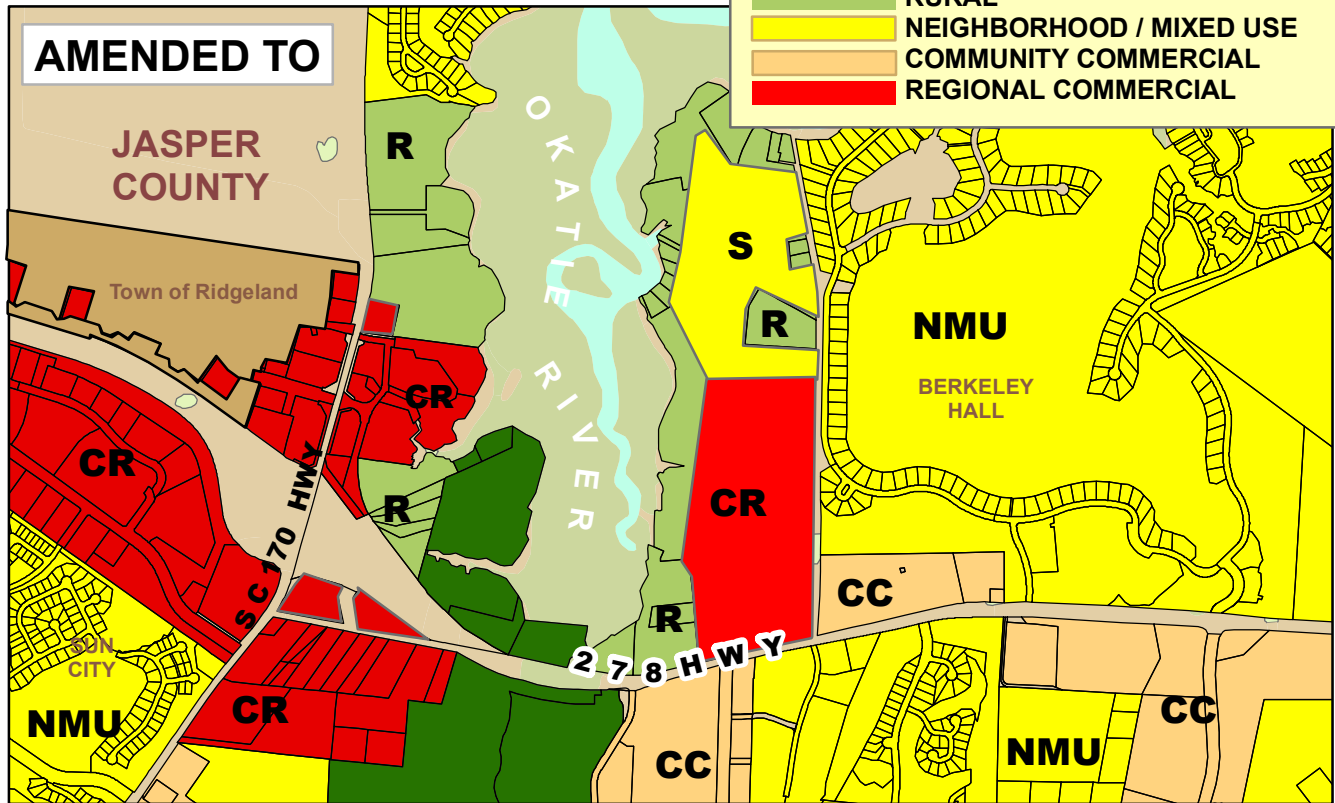 RURAL
NEIGHBORHOOD / MIXED USE
COMMUNITY COMMERCIAL
REGIONAL COMMERCIAL
AMENDED TO
JASPER
COUNTY
R
OKATIE RIVER
S
R
Town of Ridgeland
NMU
BERKELEY
HALL
CR
CR
CR
R
SC 170 HWY
CC
R
SUN
CITY
278 HWY
NMU
CR
CC
NMU
CC